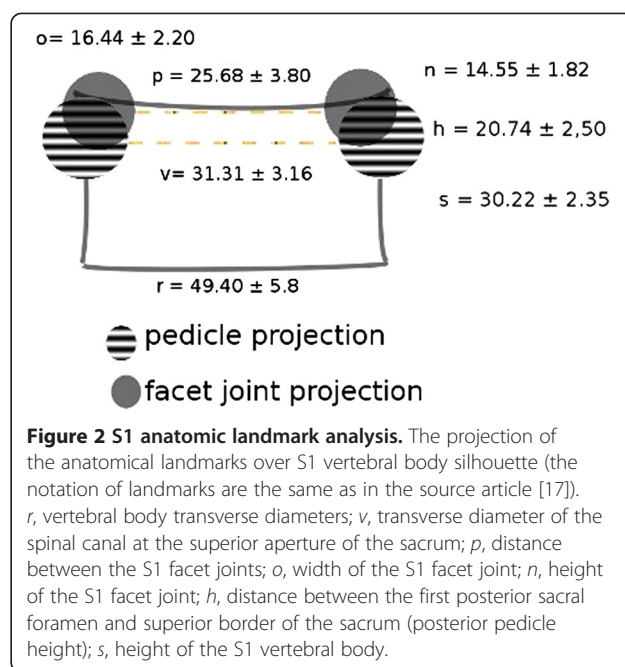 o= 16.44 ± 2.20
p = 25.68 ± 3.80
n = 14.55 ± 1.82
h = 20.74 ± 2,50
v= 31.31 ± 3.16
s = 30.22 ± 2.35
r = 49.40 ± 5.8
pedicle projection
facet joint projection
Figure 2 S1 anatomic landmark analysis. The projection of
the anatomical landmarks over S1 vertebral body silhouette (the
notation of landmarks are the same as in the source article [17]).
r, vertebral body transverse diameters; v, transverse diameter of the
spinal canal at the superior aperture of the sacrum; p, distance
between the S1 facet joints; o, width of the S1 facet joint; n, height
of the S1 facet joint; h, distance between the first posterior sacral
foramen and superior border of the sacrum (posterior pedicle
height); s, height of the S1 vertebral body.